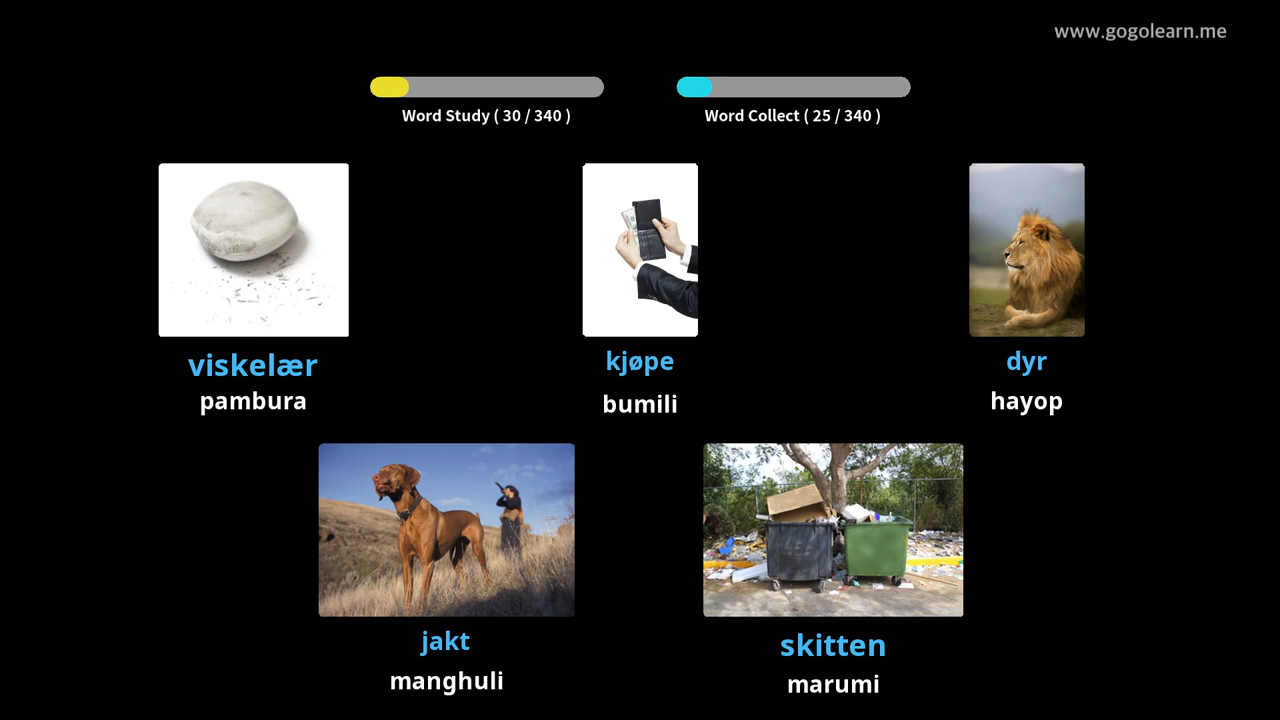 www.gogolearn.me
Word Study ( 30 / 340 )
Word Collect ( 25 / 340 )
viskelær
pambura
kjøpe
bumili
dyr
hayop
jakt
manghuli
skitten
marumi